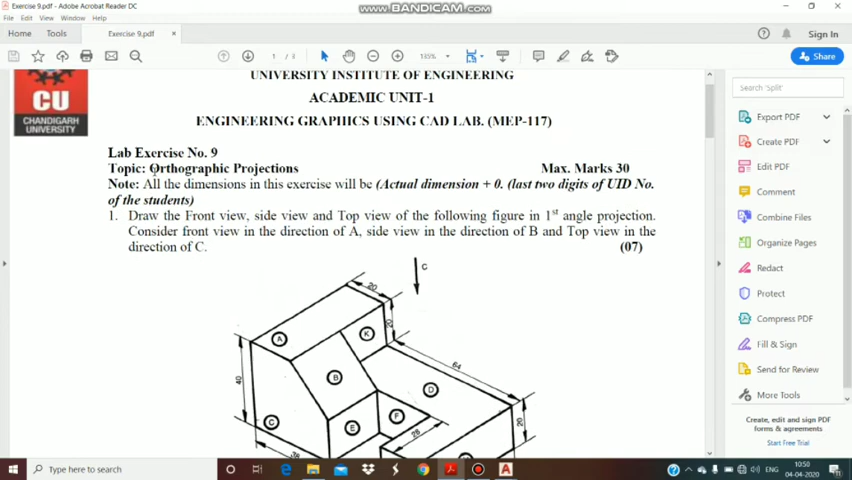 Exercise 9.pdf - Adobe Acrobat Reader DC
www.BANDICAM.com
File Edit View Window Help
Home Tools Exercise 9.pdf × Sign In
1 / 3 135% Share
CU
CHANDIGARH
UNIVERSITY
UNIVERSITY INSTITUTE OF ENGINEERING
ACADEMIC UNIT-1
ENGINEERING GRAPHICS USING CAD LAB. (MEP-117)
Lab Exercise No. 9
Topic: Orthographic Projections Max. Marks 30
Note: All the dimensions in this exercise will be (Actual dimension + 0. (last two digits of UID No.
of the students)
1. Draw the Front view, side view and Top view of the following figure in 1st angle projection.
Consider front view in the direction of A, side view in the direction of B and Top view in the
direction of C. (07)
C
20
A K 20
64
40 B D
C E F 20
26
38
Search 'Split'
Export PDF
Create PDF
Edit PDF
Comment
Combine Files
Organize Pages
Redact
Protect
Compress PDF
Fill & Sign
Send for Review
More Tools
Create, edit and sign PDF
forms & agreements
Start Free Trial
Type here to search
ENG
10:50
04-04-2020